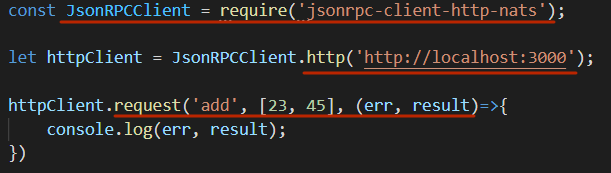 const JsonRPCClient = require('jsonrpc-client-http-nats');
let httpClient = JsonRPCClient.http('http://localhost:3000');
httpClient.request('add', [23, 45], (err, result)=>{
    console.log(err, result);
})